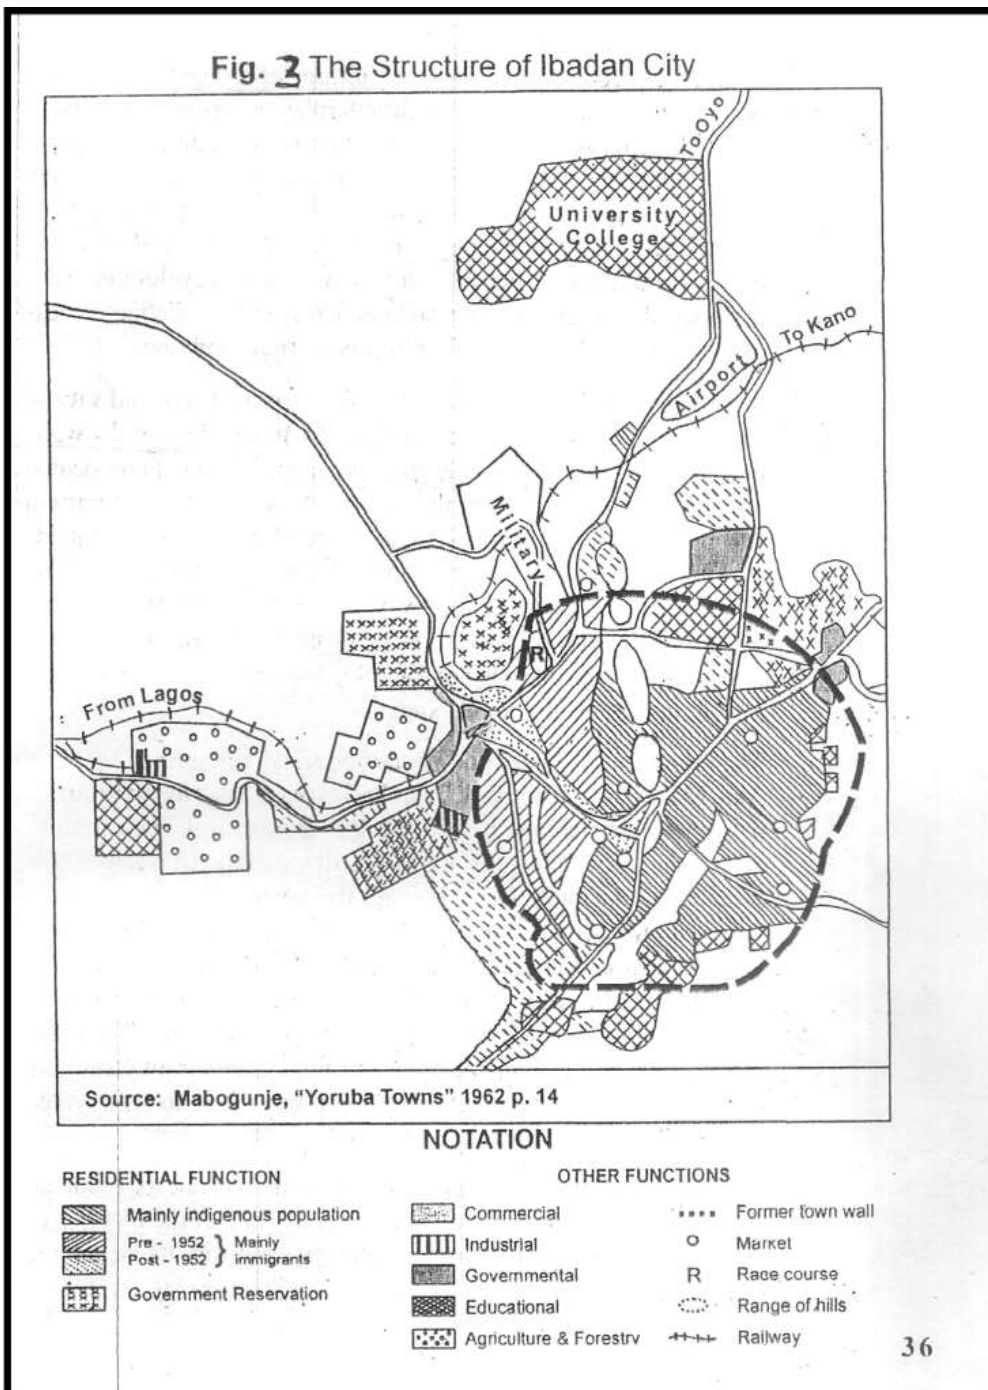 Fig. 3 The Structure of Ibadan City
To Oyo
University
College
To Kano
Airport
Military
R
From Lagos
Source: Mabogunje, "Yoruba Towns" 1962 p. 14
NOTATION
RESIDENTIAL FUNCTION
Mainly indigenous population
Pre - 1952 } Mainly
Post - 1952 } immigrants
Government Reservation
OTHER FUNCTIONS
Commercial
Industrial
Governmental
Educational
Agriculture & Forestry
Former town wall
Market
R Race course
Range of hills
Railway
36